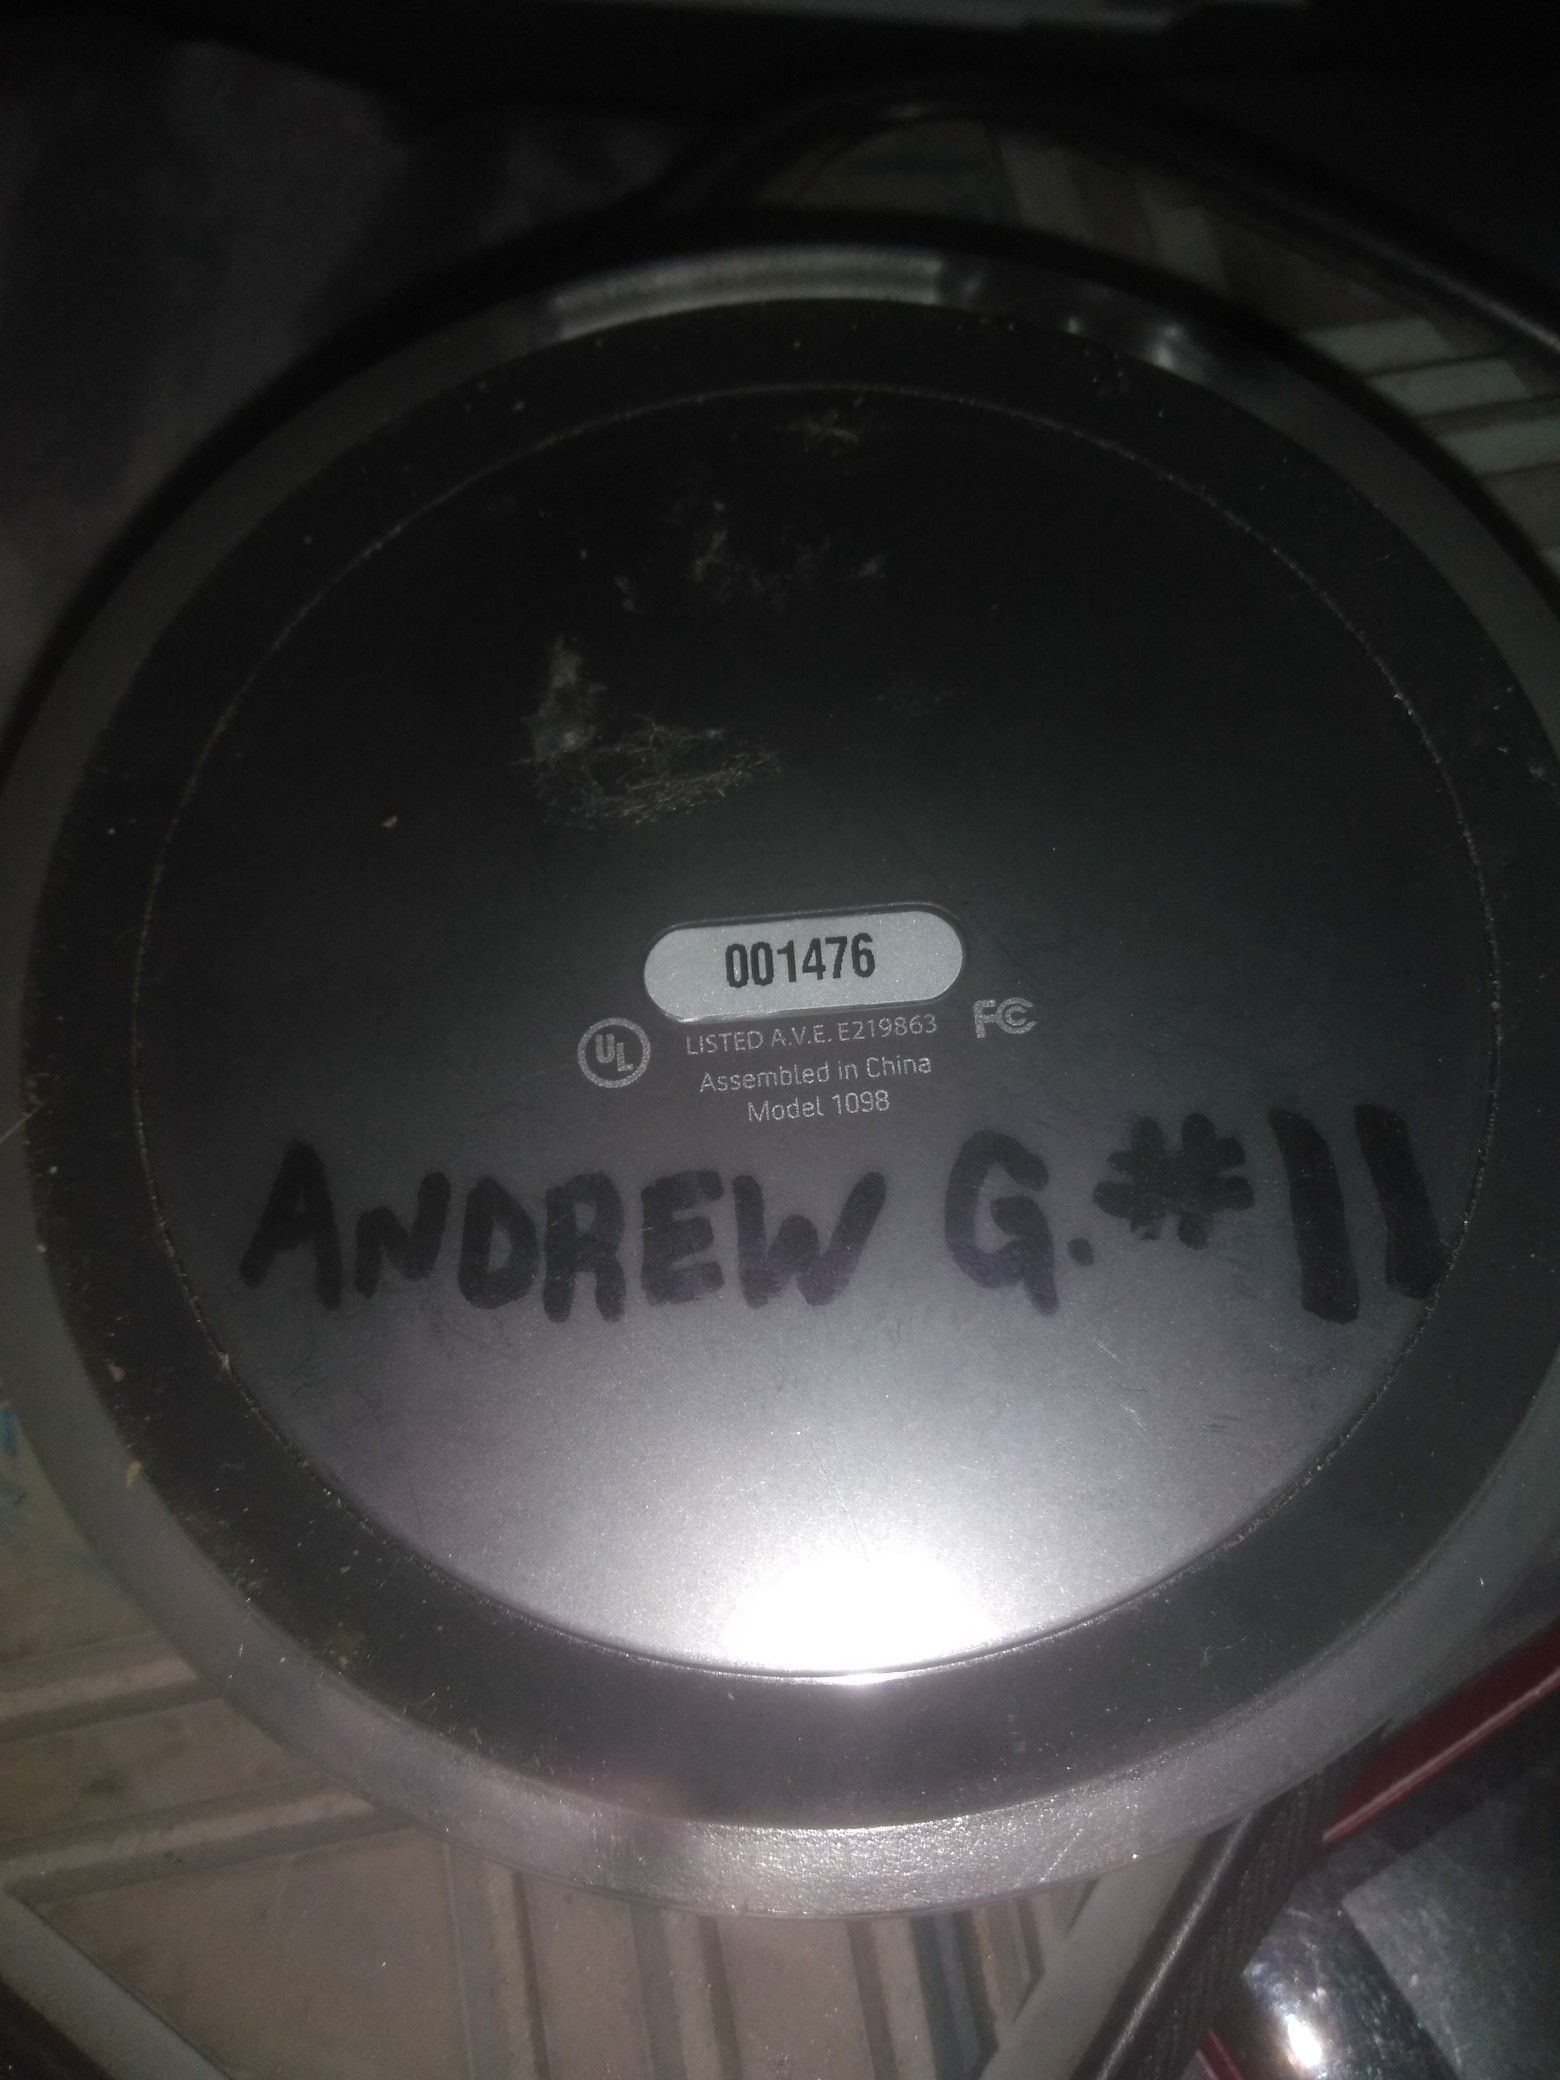 001476
UL LISTED A.V.E. E219863 FC
Assembled in China
Model 1098
ANDREW G. #11